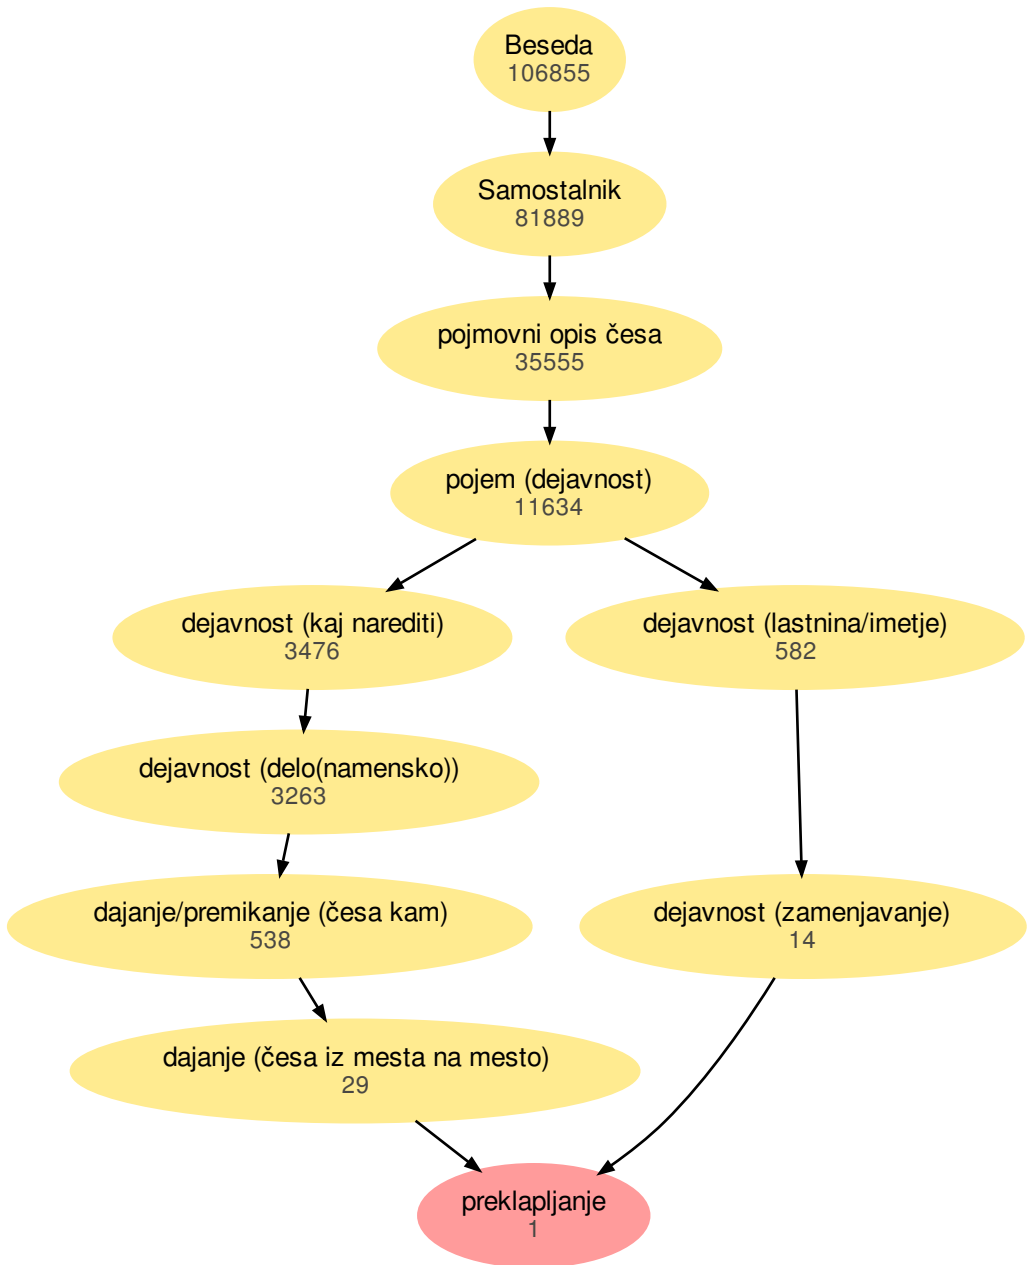 Beseda
106855
Samostalnik
81889
pojmovni opis česa
35555
pojem (dejavnost)
11634
dejavnost (kaj narediti)
3476
dejavnost (lastnina/imetje)
582
dejavnost (delo(namensko))
3263
dajanje/premikanje (česa kam)
538
dejavnost (zamenjavanje)
14
dajanje (česa iz mesta na mesto)
29
preklapljanje
1